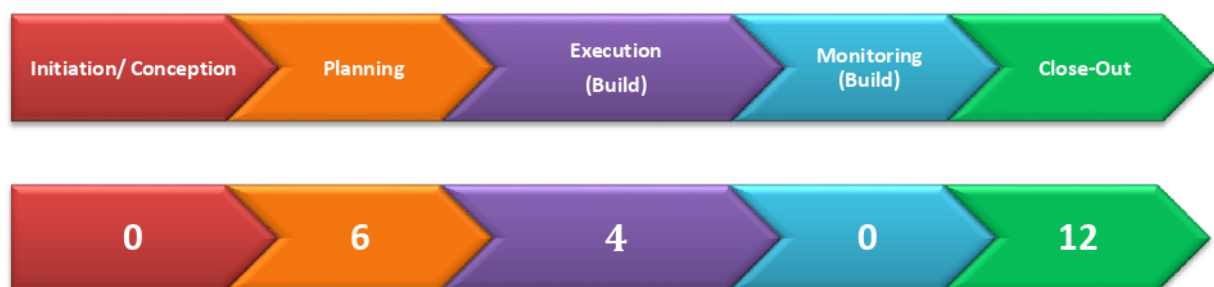 Initiation/ Conception
Planning
Execution
(Build)
Monitoring
(Build)
Close-Out
0
6
4
0
12